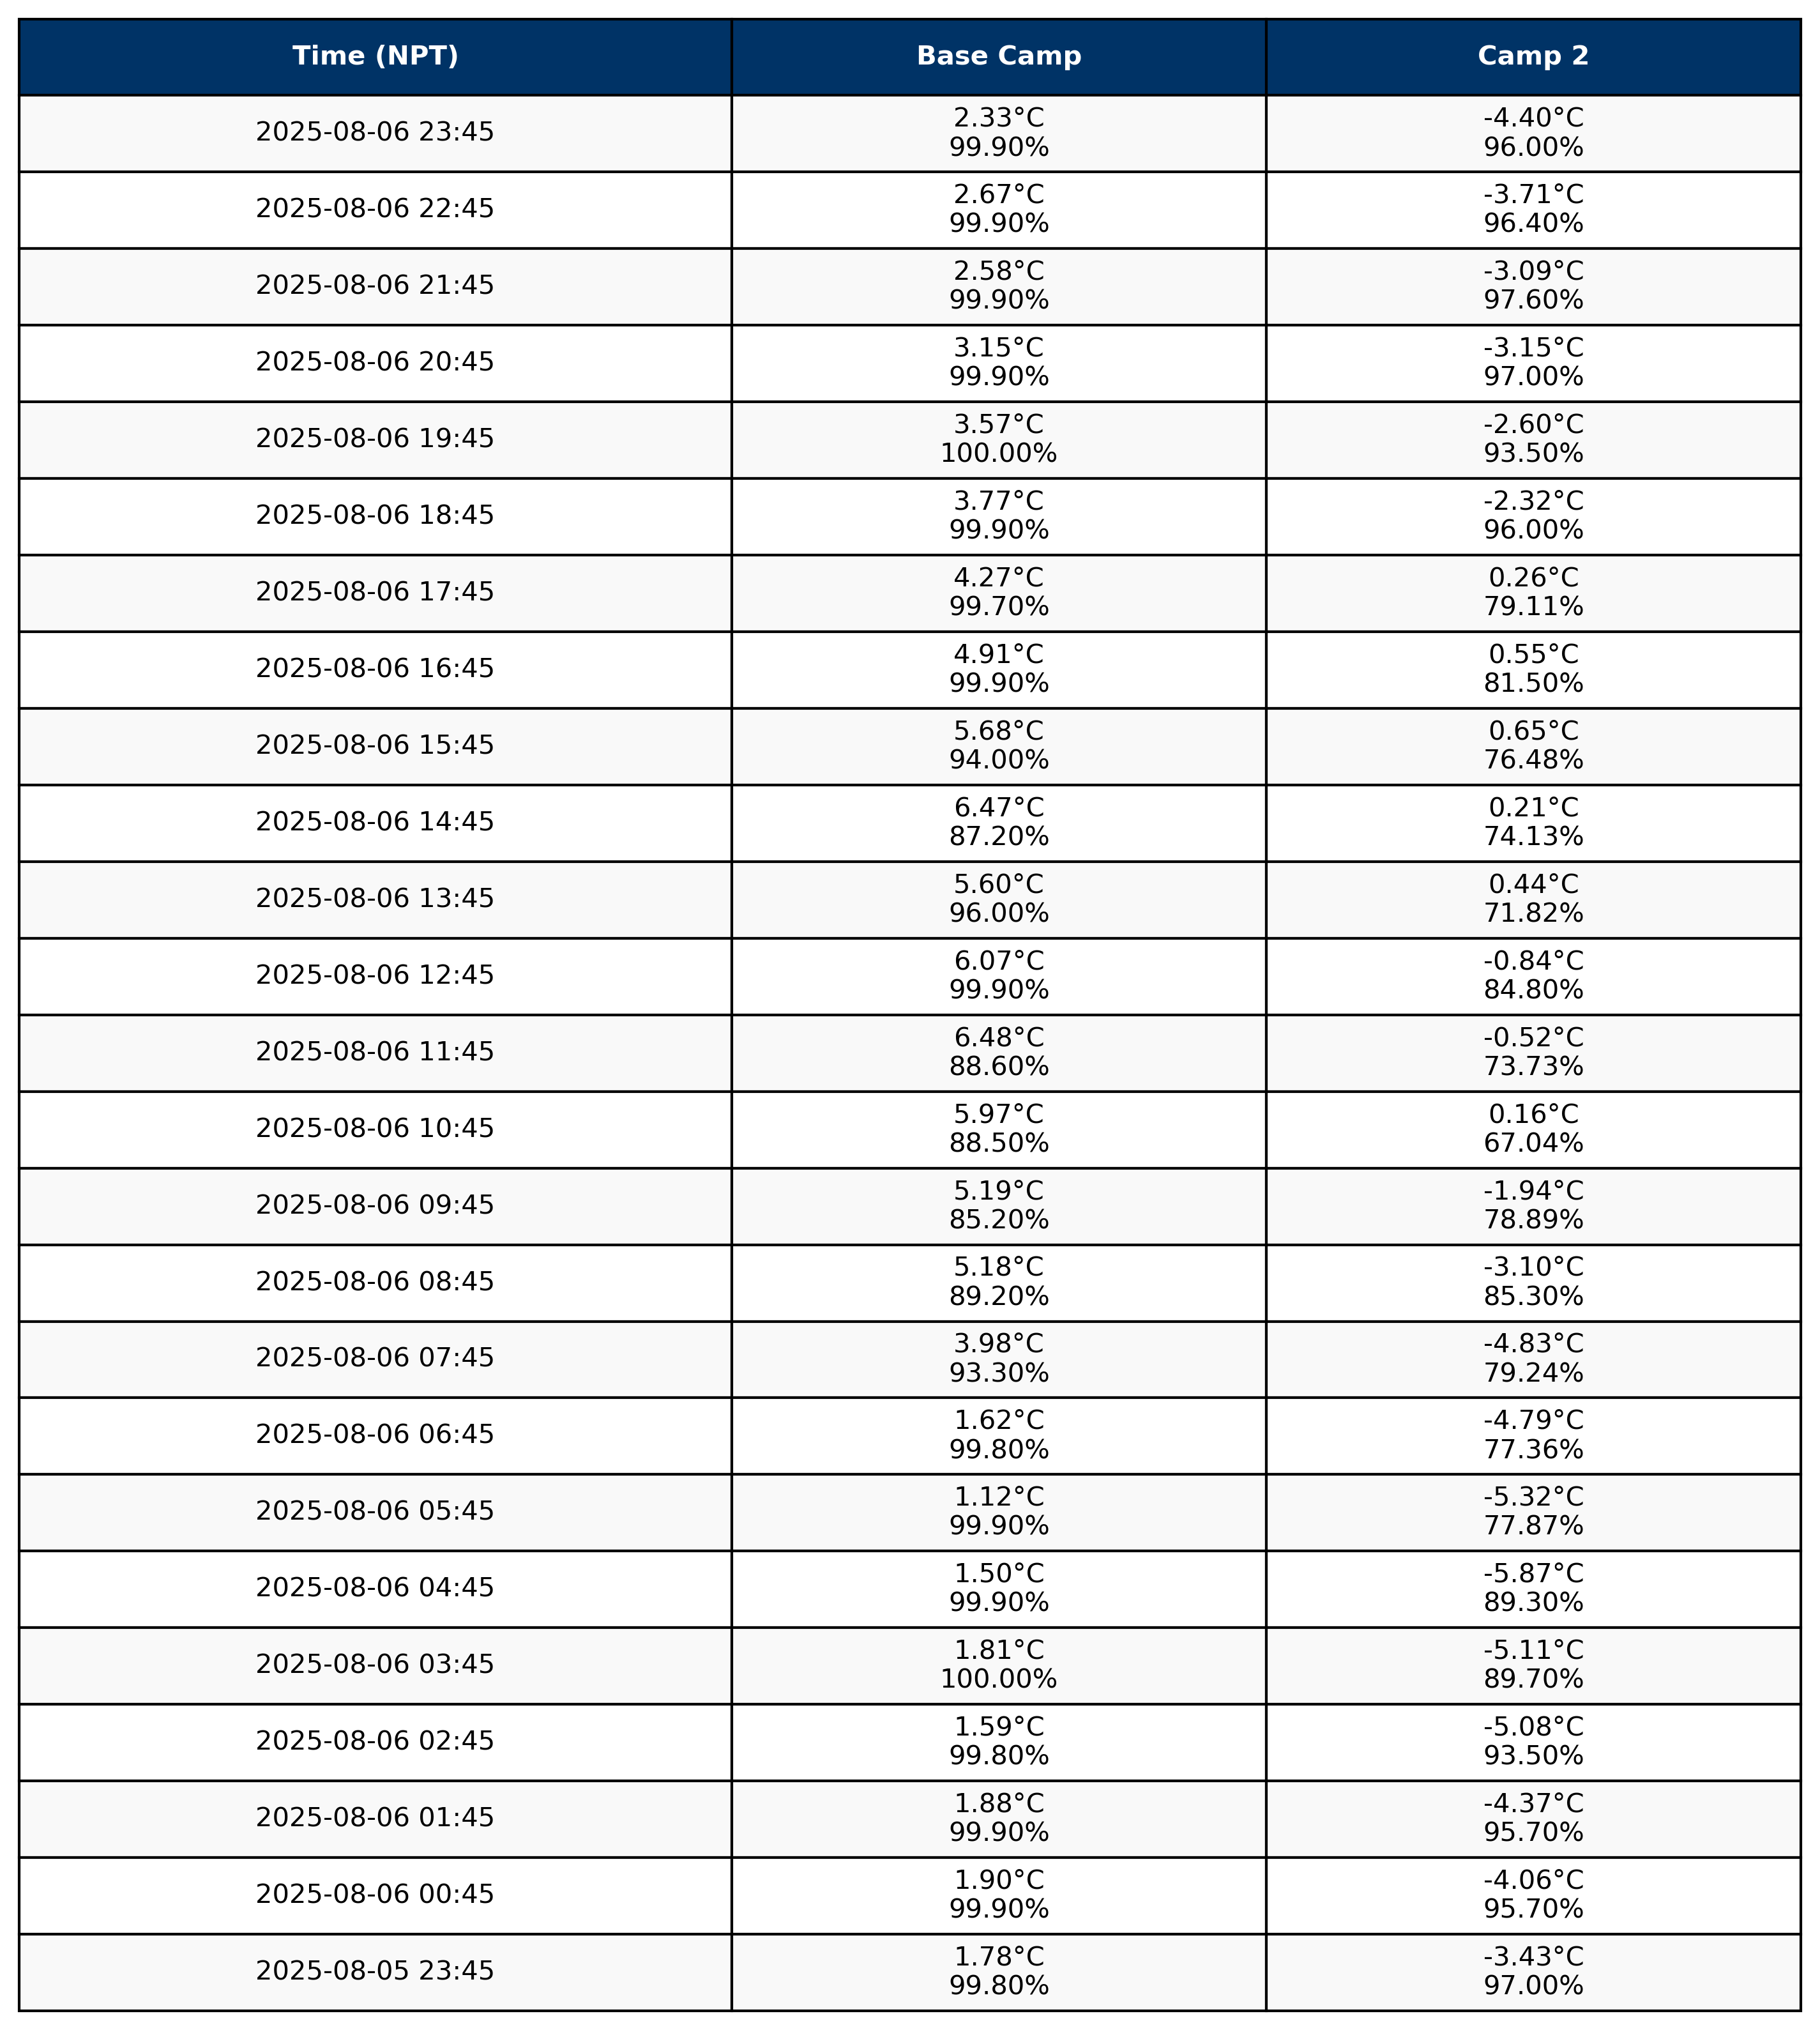 Time (NPT) Base Camp Camp 2
2025-08-06 23:45 2.33°C -4.40°C
99.90% 96.00%
2025-08-06 22:45 2.67°C -3.71°C
99.90% 96.40%
2025-08-06 21:45 2.58°C -3.09°C
99.90% 97.60%
2025-08-06 20:45 3.15°C -3.15°C
99.90% 97.00%
2025-08-06 19:45 3.57°C -2.60°C
100.00% 93.50%
2025-08-06 18:45 3.77°C -2.32°C
99.90% 96.00%
2025-08-06 17:45 4.27°C 0.26°C
99.70% 79.11%
2025-08-06 16:45 4.91°C 0.55°C
99.90% 81.50%
2025-08-06 15:45 5.68°C 0.65°C
94.00% 76.48%
2025-08-06 14:45 6.47°C 0.21°C
87.20% 74.13%
2025-08-06 13:45 5.60°C 0.44°C
96.00% 71.82%
2025-08-06 12:45 6.07°C -0.84°C
99.90% 84.80%
2025-08-06 11:45 6.48°C -0.52°C
88.60% 73.73%
2025-08-06 10:45 5.97°C 0.16°C
88.50% 67.04%
2025-08-06 09:45 5.19°C -1.94°C
85.20% 78.89%
2025-08-06 08:45 5.18°C -3.10°C
89.20% 85.30%
2025-08-06 07:45 3.98°C -4.83°C
93.30% 79.24%
2025-08-06 06:45 1.62°C -4.79°C
99.80% 77.36%
2025-08-06 05:45 1.12°C -5.32°C
99.90% 77.87%
2025-08-06 04:45 1.50°C -5.87°C
99.90% 89.30%
2025-08-06 03:45 1.81°C -5.11°C
100.00% 89.70%
2025-08-06 02:45 1.59°C -5.08°C
99.80% 93.50%
2025-08-06 01:45 1.88°C -4.37°C
99.90% 95.70%
2025-08-06 00:45 1.90°C -4.06°C
99.90% 95.70%
2025-08-05 23:45 1.78°C -3.43°C
99.80% 97.00%